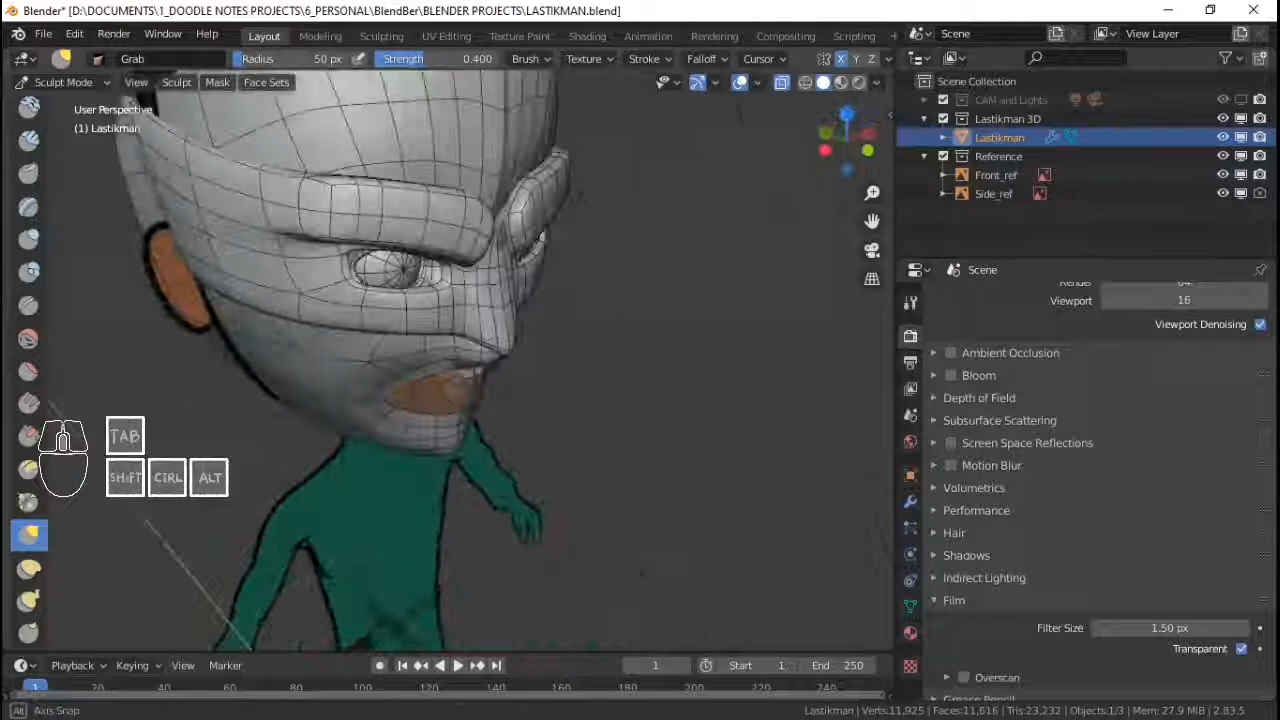 Blender* [D:\DOCUMENTS\1_DOODLE NOTES PROJECTS\6_PERSONAL\BlendBer\BLENDER PROJECTS\LASTIKMAN.blend]
File Edit Render Window Help Layout Modeling Sculpting UV Editing Texture Paint Shading Animation Rendering Compositing Scripting Scene View Layer
Grab Radius 50 px Strength 0.400 Brush Texture Stroke Falloff Cursor X Y Z
Sculpt Mode View Sculpt Mask Face Sets
Scene Collection
CAM and Lights
Lastikman 3D
Lastikman
Reference
Front_ref
Side_ref
User Perspective
(1) Lastikman
Scene
Render 64
Viewport 16
Viewport Denoising
Ambient Occlusion
Bloom
Depth of Field
Subsurface Scattering
Screen Space Reflections
Motion Blur
Volumetrics
Performance
Hair
Shadows
Indirect Lighting
Film
Filter Size 1.50 px
Transparent
Overscan
Grease Pencil
TAB
SHIFT CTRL ALT
Playback Keying View Marker 1 Start 1 End 250
1 20 40 60 80 100 120 140 160 180 200 220 240
Alt Axis Snap
Lastikman | Verts:11,925 | Faces:11,616 | Tris:23,232 | Objects:1/3 | Mem: 27.9 MiB | 2.83.5